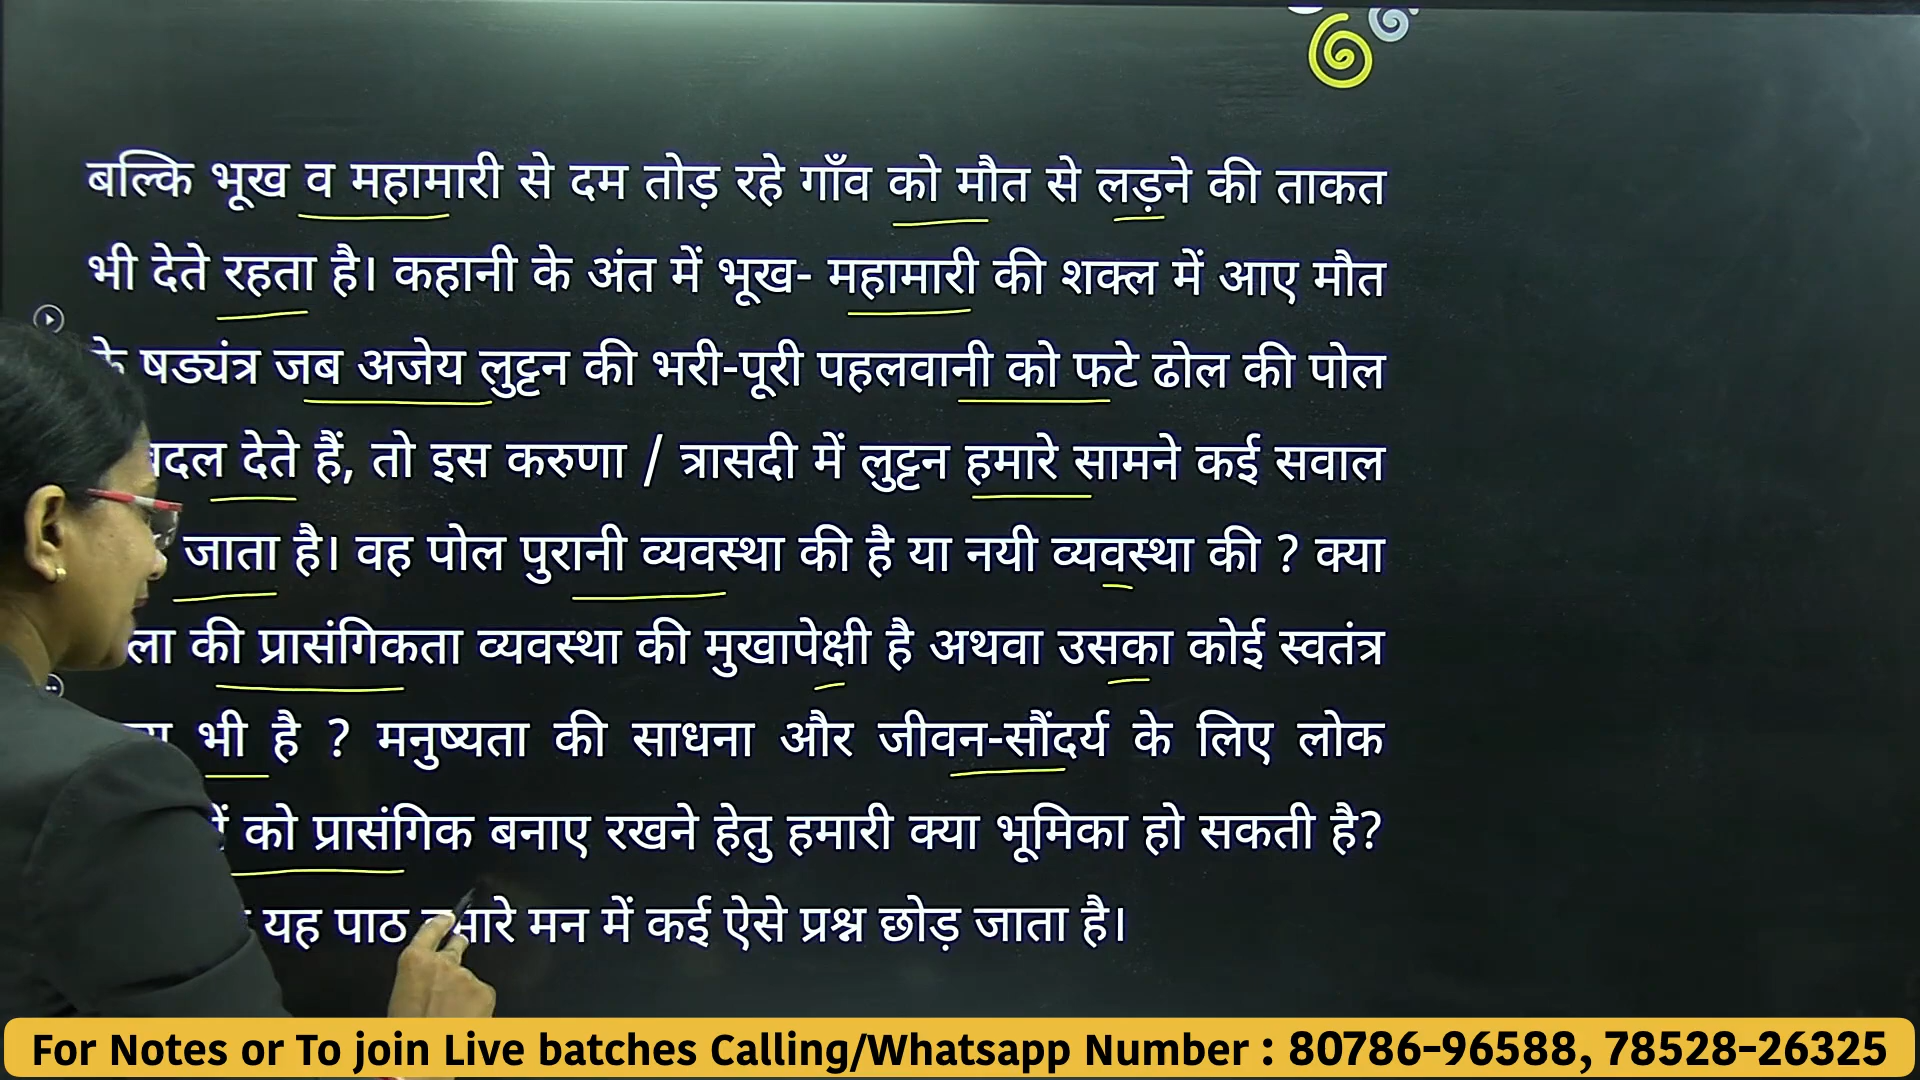 बल्कि भूख व महामारी से दम तोड़ रहे गाँव को मौत से लड़ने की ताकत
भी देते रहता है। कहानी के अंत में भूख- महामारी की शक्ल में आए मौत
के षड्यंत्र जब अजेय लुट्टन की भरी-पूरी पहलवानी को फटे ढोल की पोल
देते हैं, तो इस करुणा / त्रासदी में लुट्टन हमारे सामने कई सवाल
जाता है। वह पोल पुरानी व्यवस्था की है या नयी व्यवस्था की ? क्या
की प्रासंगिकता व्यवस्था की मुखापेक्षी है अथवा उसका कोई स्वतंत्र
भी है ? मनुष्यता की साधना और जीवन-सौंदर्य के लिए लोक
को प्रासंगिक बनाए रखने हेतु हमारी क्या भूमिका हो सकती है?
यह पाठ हमारे मन में कई ऐसे प्रश्न छोड़ जाता है।
For Notes or To join Live batches Calling/Whatsapp Number : 80786-96588, 78528-26325